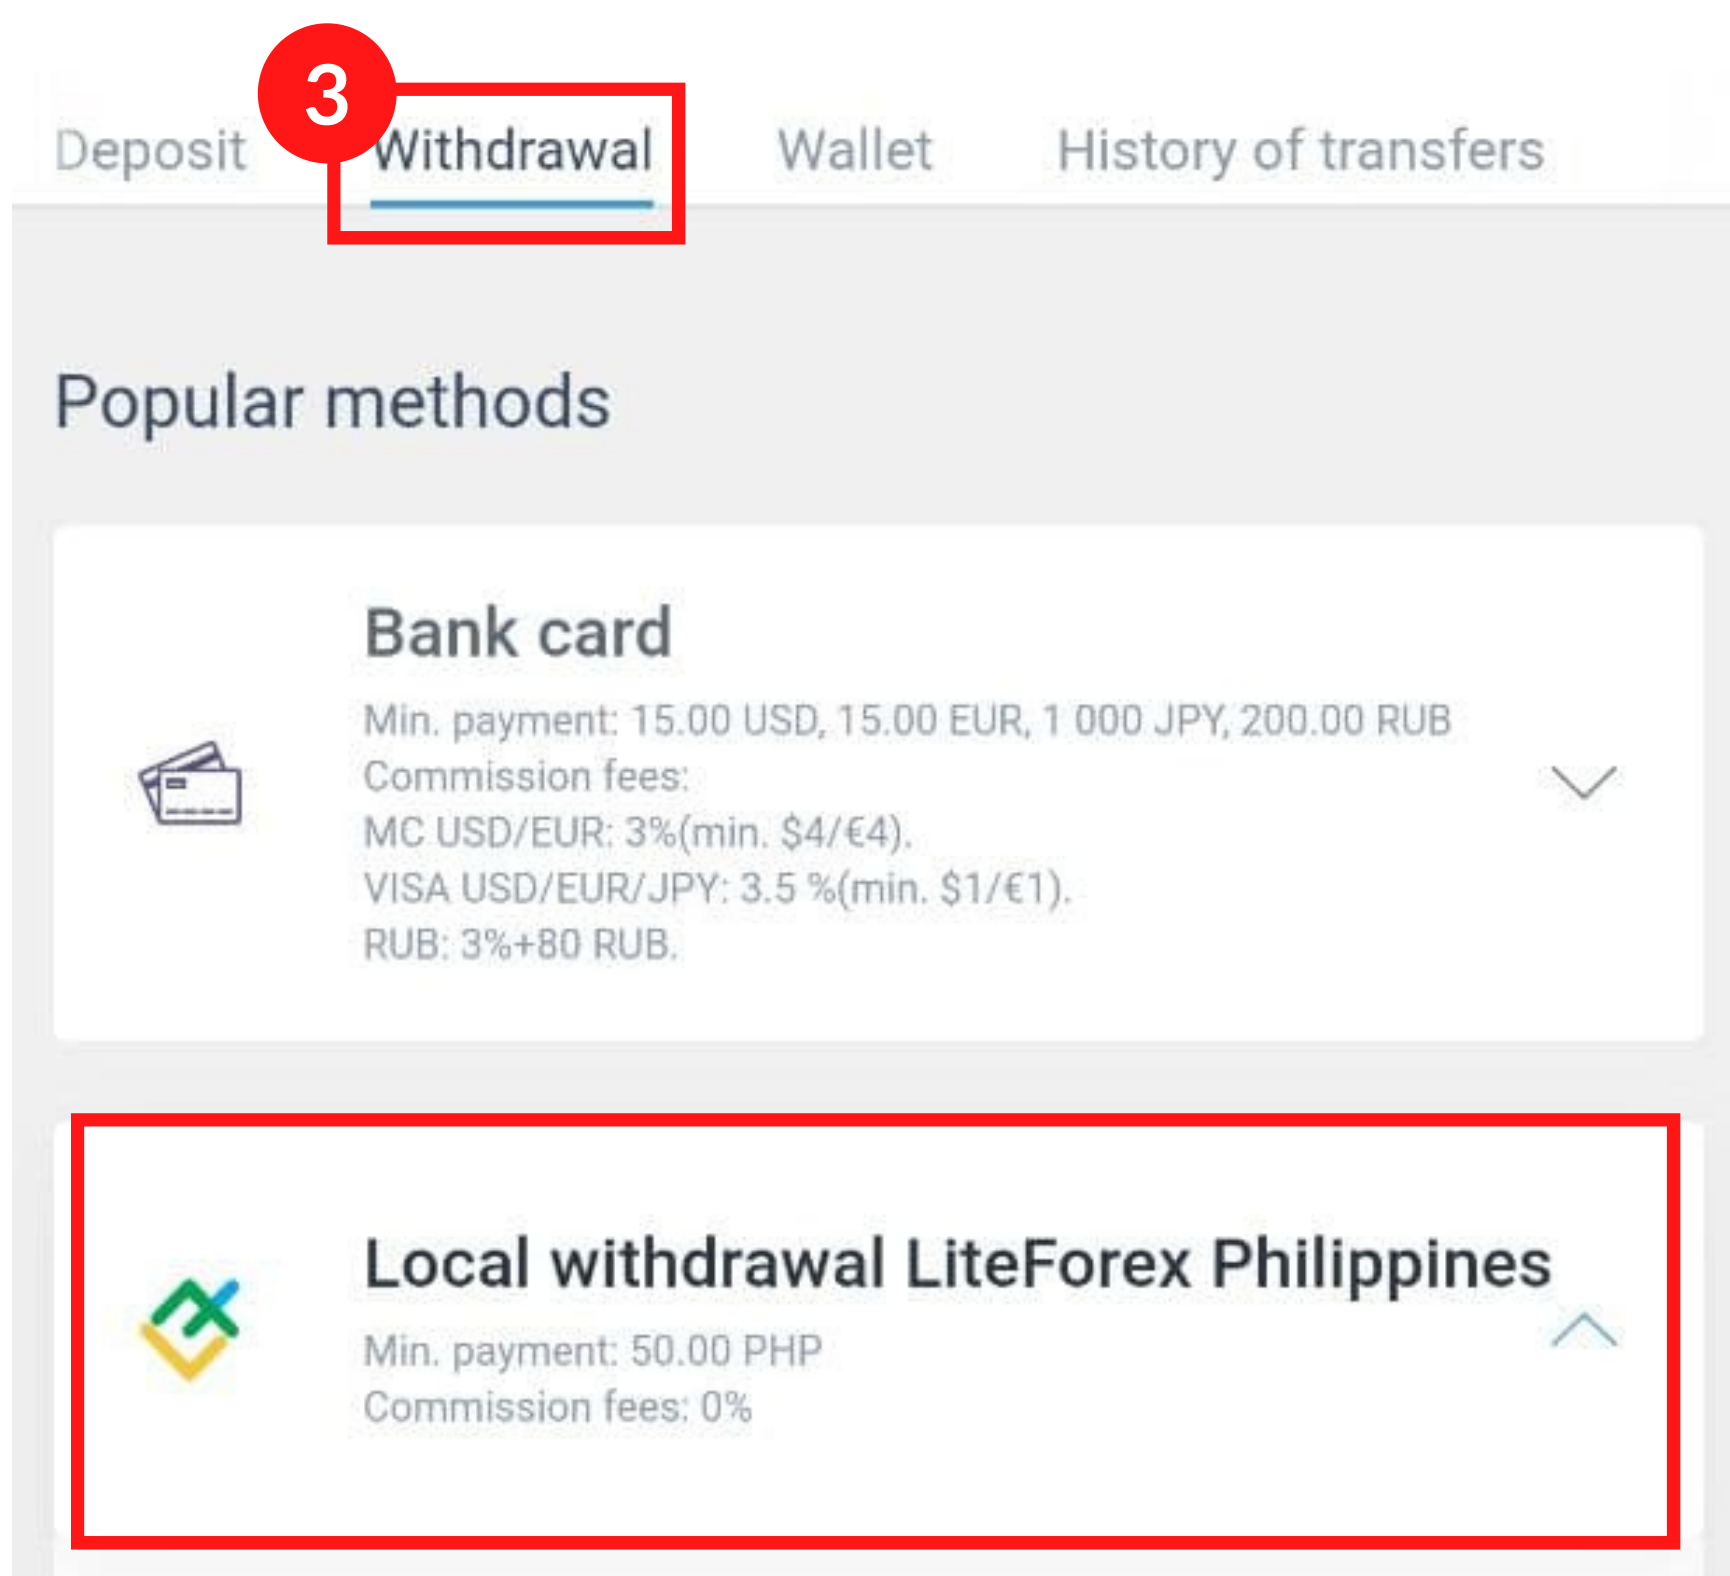 3
Deposit Withdrawal Wallet History of transfers
Popular methods
Bank card
Min. payment: 15.00 USD, 15.00 EUR, 1 000 JPY, 200.00 RUB
Commission fees:
MC USD/EUR: 3%(min. $4/€4).
VISA USD/EUR/JPY: 3.5 %(min. $1/€1).
RUB: 3%+80 RUB.
Local withdrawal LiteForex Philippines
Min. payment: 50.00 PHP
Commission fees: 0%